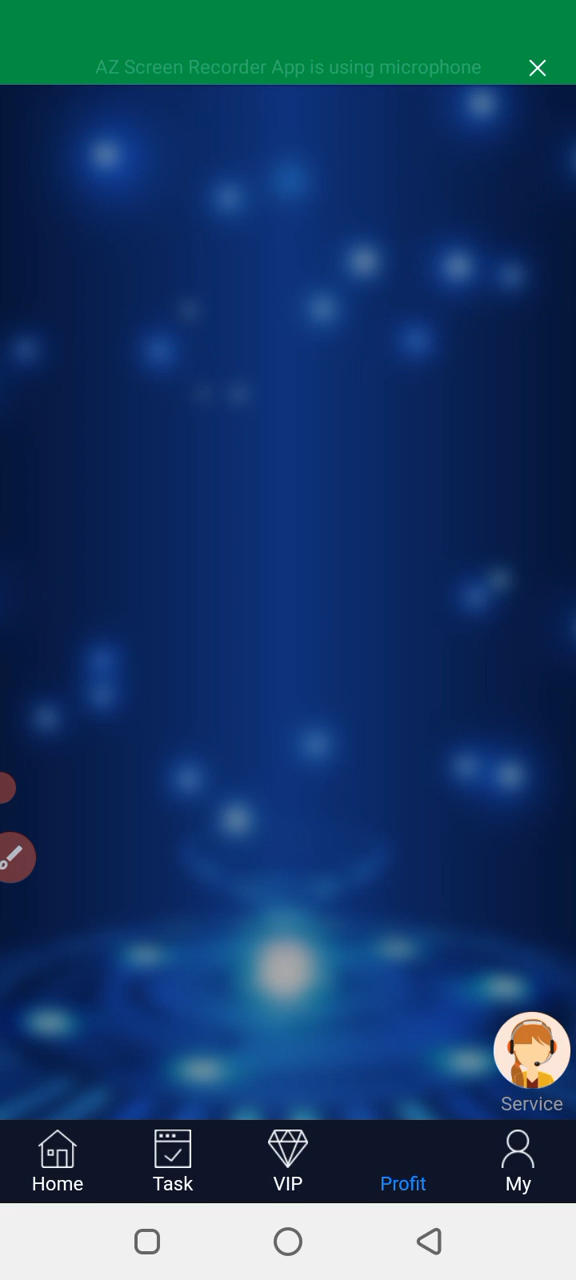 AZ Screen Recorder App is using microphone
Service
Home
Task
VIP
Profit
My